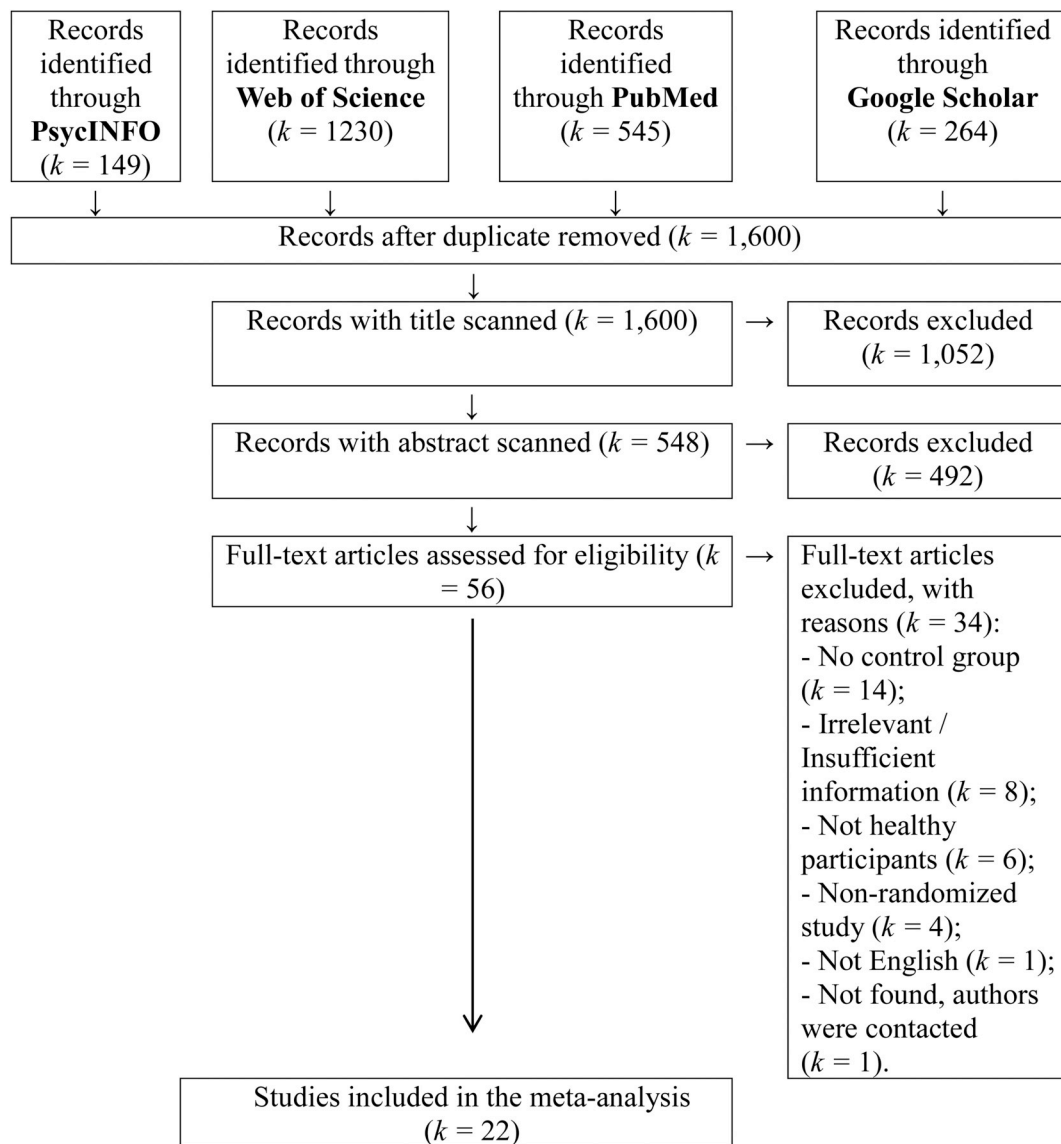 Records
identified
through
PsycINFO
(k = 149)
Records
identified through
Web of Science
(k = 1230)
Records
identified
through PubMed
(k = 545)
Records identified
through
Google Scholar
(k = 264)
↓ ↓ ↓ ↓
Records after duplicate removed (k = 1,600)
↓
Records with title scanned (k = 1,600)
→
Records excluded
(k = 1,052)
↓
Records with abstract scanned (k = 548)
→
Records excluded
(k = 492)
↓
Full-text articles assessed for eligibility (k
= 56)
→
Full-text articles
excluded, with
reasons (k = 34):
- No control group
(k = 14);
- Irrelevant /
Insufficient
information (k = 8);
- Not healthy
participants (k = 6);
- Non-randomized
study (k = 4);
- Not English (k = 1);
- Not found, authors
were contacted
(k = 1).
Studies included in the meta-analysis
(k = 22)